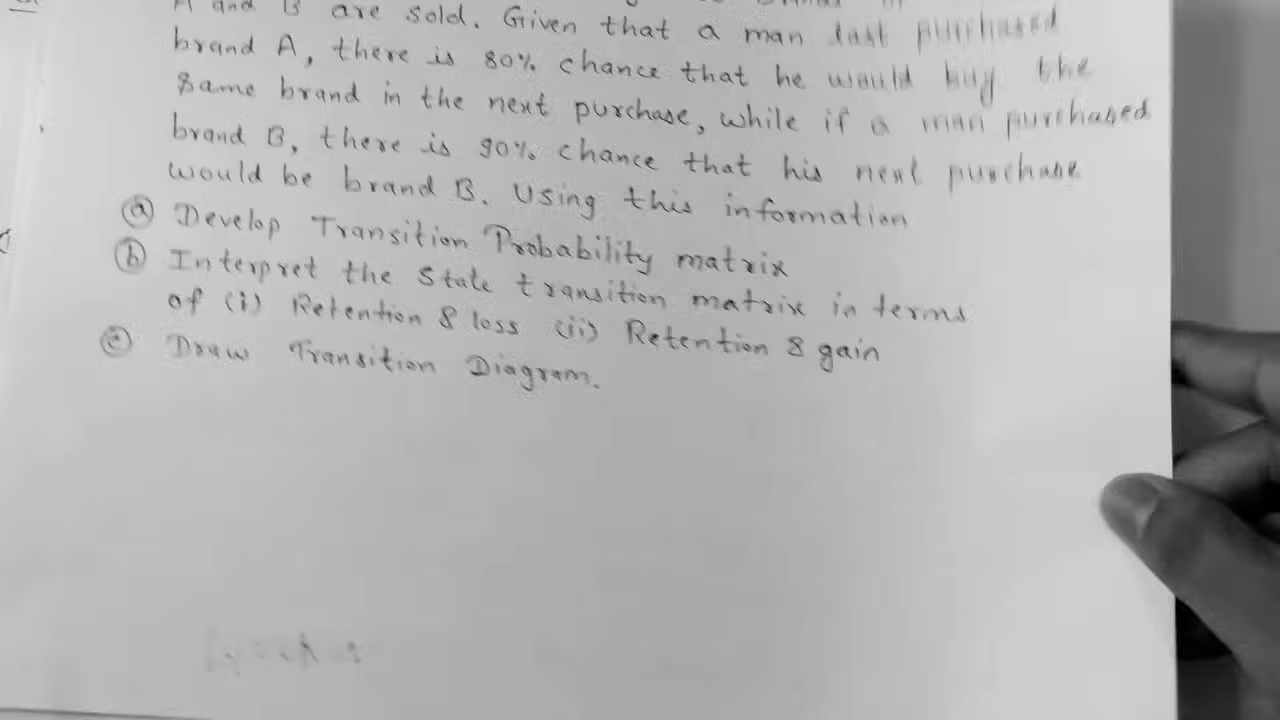 A and B are sold. Given that a man last purchased
brand A, there is 80% chance that he would buy the
same brand in the next purchase, while if a man purchased
brand B, there is 90% chance that his next purchase
would be brand B. Using this information
(a) Develop Transition Probability matrix
(b) Interpret the State transition matrix in terms
of (i) Retention & loss (ii) Retention & gain
(c) Draw Transition Diagram.